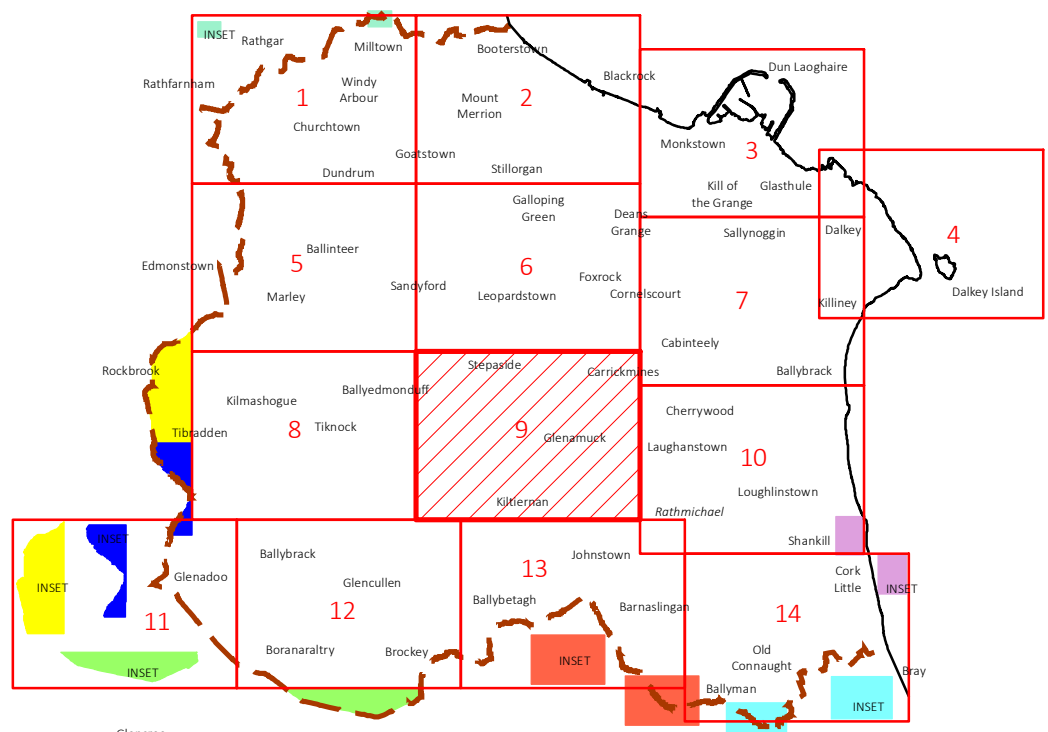 INSET
Rathgar
Milltown
Booterstown
Rathfarnham
Windy
Arbour
1
Mount
Merrion
2
Blackrock
Dun Laoghaire
Churchtown
Goatstown
Dundrum
Stillorgan
Monkstown
3
Kill of
the Grange
Glasthule
Galloping
Green
Deans
Grange
Sallynoggin
Dalkey
4
Ballinteer
Edmonstown
5
Marley
Sandyford
6
Leopardstown
Foxrock
Cornelscourt
7
Killiney
Dalkey Island
Cabinteely
Rockbrook
Stepaside
Carrickmines
Ballybrack
Ballyedmonduff
Kilmashogue
Tiknock
Tibradden
8
9
Glenamuck
Cherrywood
Laughanstown
10
Loughlinstown
Kiltiernan
Rathmichael
Shankill
INSET
INSET
Glenadoo
11
INSET
Ballybrack
Glencullen
12
Boranaraltry
Brockey
Johnstown
13
Ballybetagh
Barnaslingan
INSET
Cork
Little
INSET
14
Old
Connaught
Bray
Ballyman
INSET